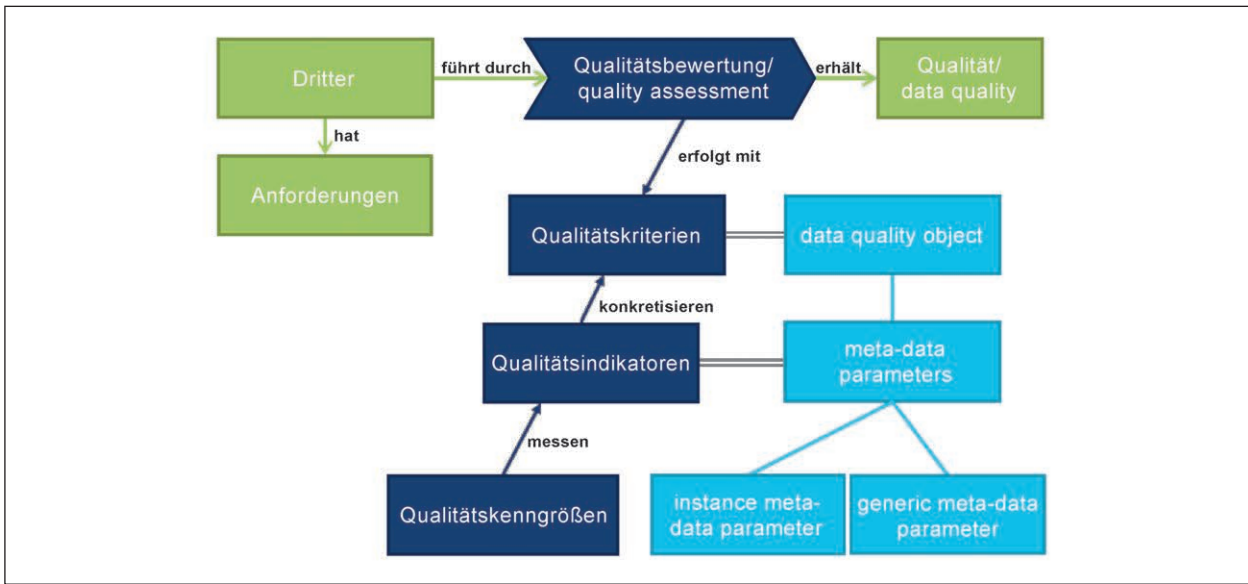 Dritter
führt durch
Qualitätsbewertung/
quality assessment
erhält
Qualität/
data quality
hat
Anforderungen
erfolgt mit
Qualitätskriterien
data quality object
konkretisieren
Qualitätsindikatoren
meta-data
parameters
messen
Qualitätskenngrößen
instance meta-
data parameter
generic meta-data
parameter